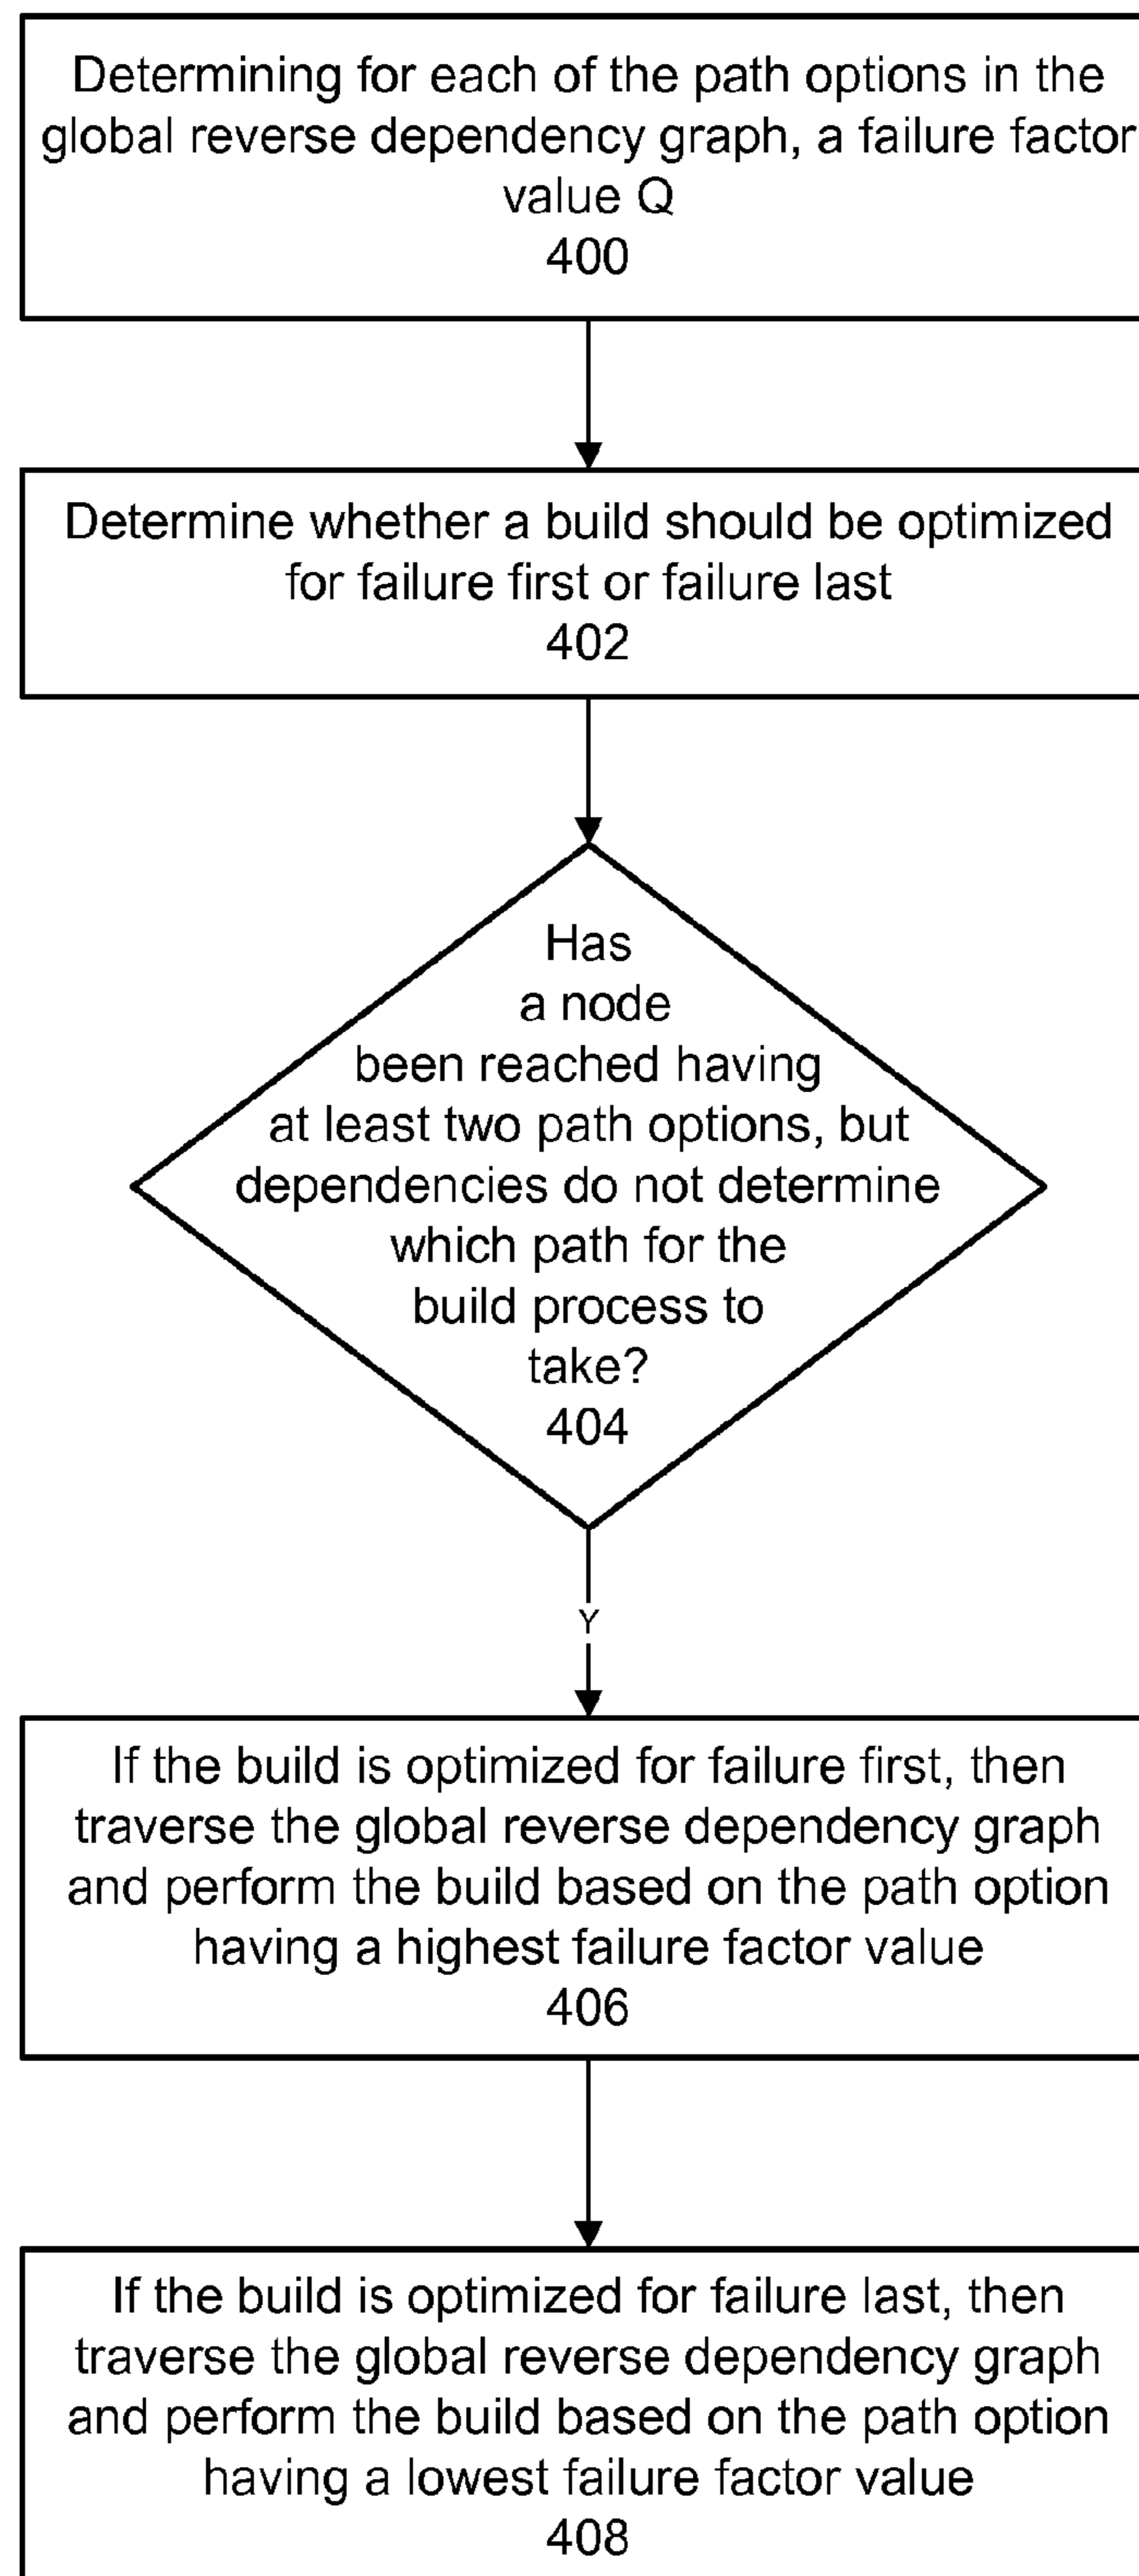 Determining for each of the path options in the
global reverse dependency graph, a failure factor
value Q
400
Determine whether a build should be optimized
for failure first or failure last
402
Has
a node
been reached having
at least two path options, but
dependencies do not determine
which path for the
build process to
take?
404
Y
If the build is optimized for failure first, then
traverse the global reverse dependency graph
and perform the build based on the path option
having a highest failure factor value
406
If the build is optimized for failure last, then
traverse the global reverse dependency graph
and perform the build based on the path option
having a lowest failure factor value
408